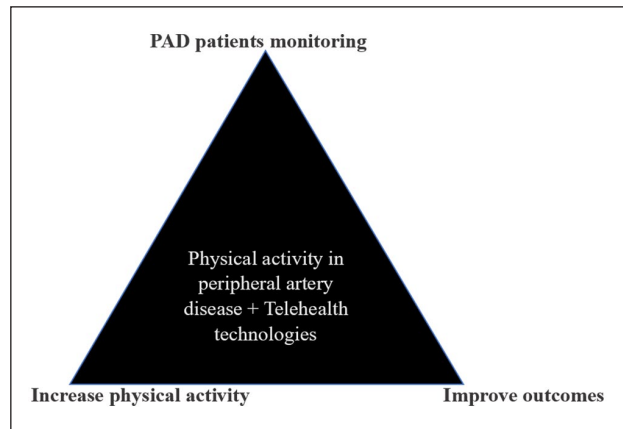 PAD patients monitoring
Physical activity in
peripheral artery
disease + Telehealth
technologies
Increase physical activity
Improve outcomes